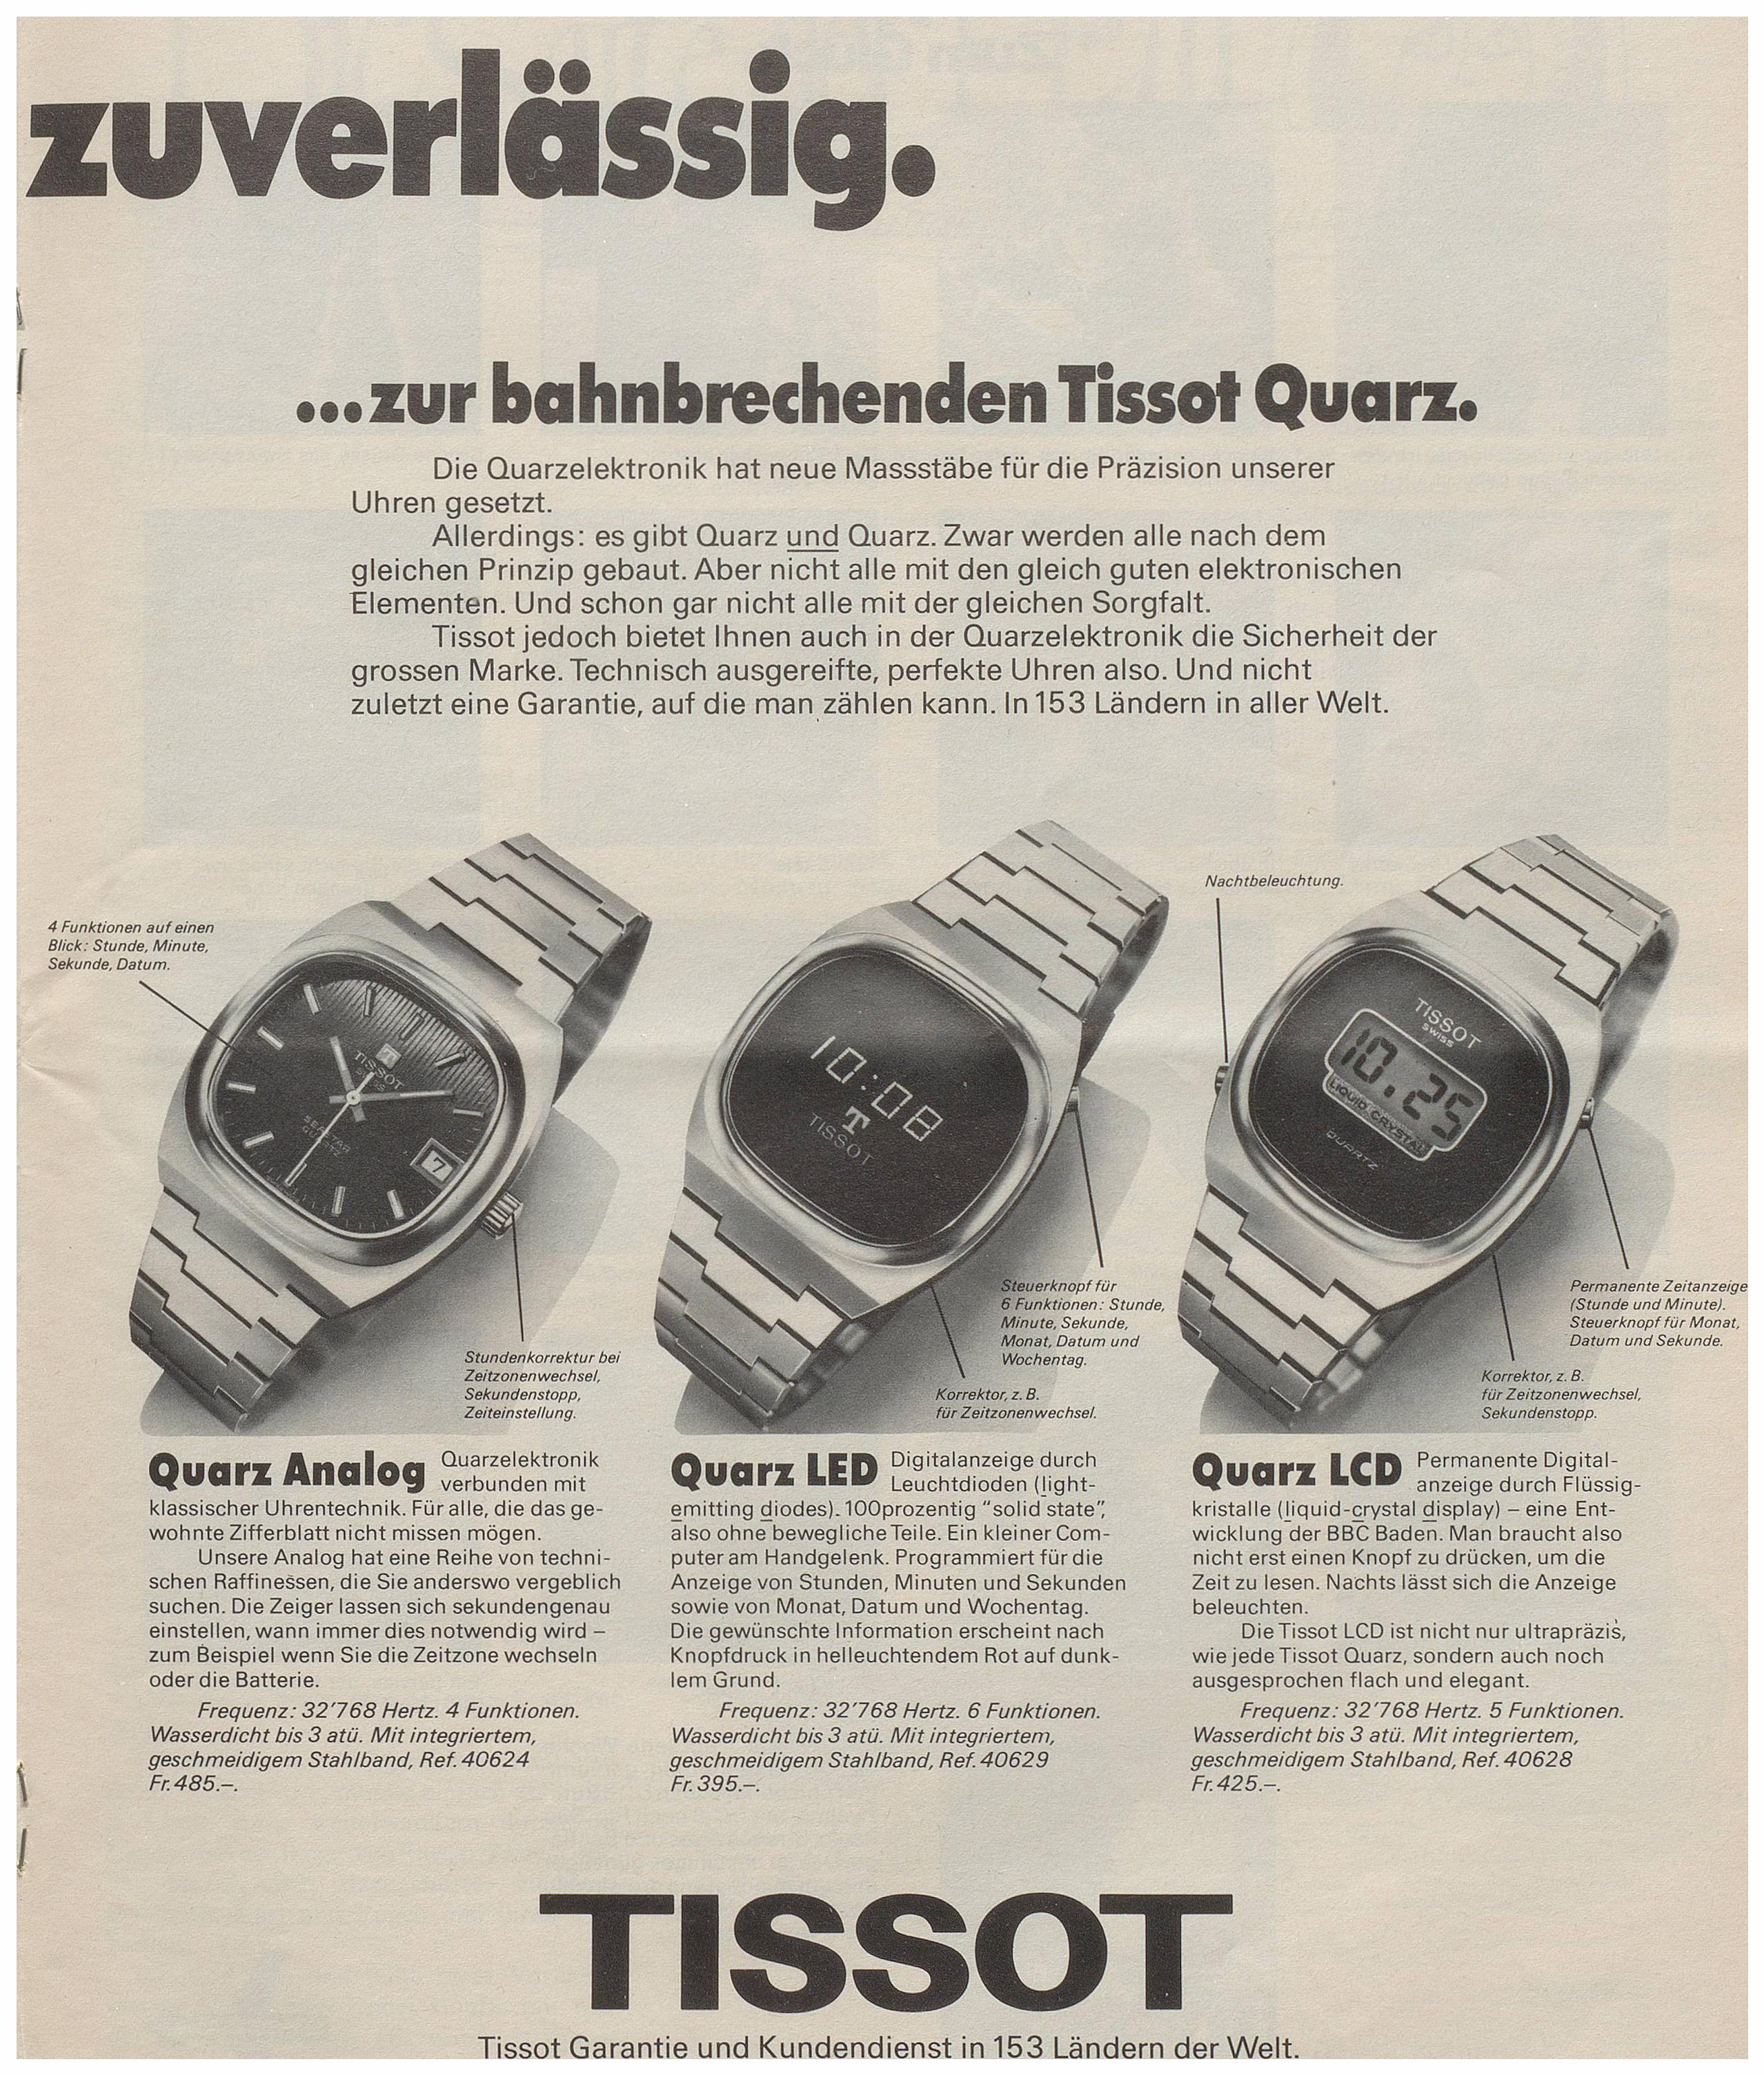 zuverlässig.
...zur bahnbrechenden Tissot Quarz.
Die Quarzelektronik hat neue Massstäbe für die Präzision unserer
Uhren gesetzt.
Allerdings: es gibt Quarz und Quarz. Zwar werden alle nach dem
gleichen Prinzip gebaut. Aber nicht alle mit den gleich guten elektronischen
Elementen. Und schon gar nicht alle mit der gleichen Sorgfalt.
Tissot jedoch bietet Ihnen auch in der Quarzelektronik die Sicherheit der
grossen Marke. Technisch ausgereifte, perfekte Uhren also. Und nicht
zuletzt eine Garantie, auf die man zählen kann. In 153 Ländern in aller Welt.
4 Funktionen auf einen
Blick: Stunde, Minute,
Sekunde, Datum.
TISSOT
SEASTAR
QUARTZ
7
Stundenkorrektur bei
Zeitzonenwechsel,
Sekundenstopp,
Zeiteinstellung.
10:08
T
TISSOT
Steuerknopf für
6 Funktionen: Stunde,
Minute, Sekunde,
Monat, Datum und
Wochentag.
Korrektor, z. B.
für Zeitzonenwechsel.
Nachtbeleuchtung.
TISSOT
SWISS
10.25
LIQUID CRYSTAL
QUARTZ
Permanente Zeitanzeige
(Stunde und Minute).
Steuerknopf für Monat,
Datum und Sekunde.
Korrektor, z. B.
für Zeitzonenwechsel,
Sekundenstopp.
Quarz Analog Quarzelektronik
verbunden mit
klassischer Uhrentechnik. Für alle, die das ge-
wohnte Zifferblatt nicht missen mögen.
Unsere Analog hat eine Reihe von techni-
schen Raffinessen, die Sie anderswo vergeblich
suchen. Die Zeiger lassen sich sekundengenau
einstellen, wann immer dies notwendig wird –
zum Beispiel wenn Sie die Zeitzone wechseln
oder die Batterie.
Frequenz: 32'768 Hertz. 4 Funktionen.
Wasserdicht bis 3 atü. Mit integriertem,
geschmeidigem Stahlband, Ref. 40624
Fr. 485.–.
Quarz LED Digitalanzeige durch
Leuchtdioden (light-
emitting diodes). 100prozentig "solid state",
also ohne bewegliche Teile. Ein kleiner Com-
puter am Handgelenk. Programmiert für die
Anzeige von Stunden, Minuten und Sekunden
sowie von Monat, Datum und Wochentag.
Die gewünschte Information erscheint nach
Knopfdruck in helleuchtendem Rot auf dunk-
lem Grund.
Frequenz: 32'768 Hertz. 6 Funktionen.
Wasserdicht bis 3 atü. Mit integriertem,
geschmeidigem Stahlband, Ref. 40629
Fr. 395.–.
Quarz LCD Permanente Digital-
anzeige durch Flüssig-
kristalle (liquid-crystal display) – eine Ent-
wicklung der BBC Baden. Man braucht also
nicht erst einen Knopf zu drücken, um die
Zeit zu lesen. Nachts lässt sich die Anzeige
beleuchten.
Die Tissot LCD ist nicht nur ultrapräzis,
wie jede Tissot Quarz, sondern auch noch
ausgesprochen flach und elegant.
Frequenz: 32'768 Hertz. 5 Funktionen.
Wasserdicht bis 3 atü. Mit integriertem,
geschmeidigem Stahlband, Ref. 40628
Fr. 425.–.
TISSOT
Tissot Garantie und Kundendienst in 153 Ländern der Welt.